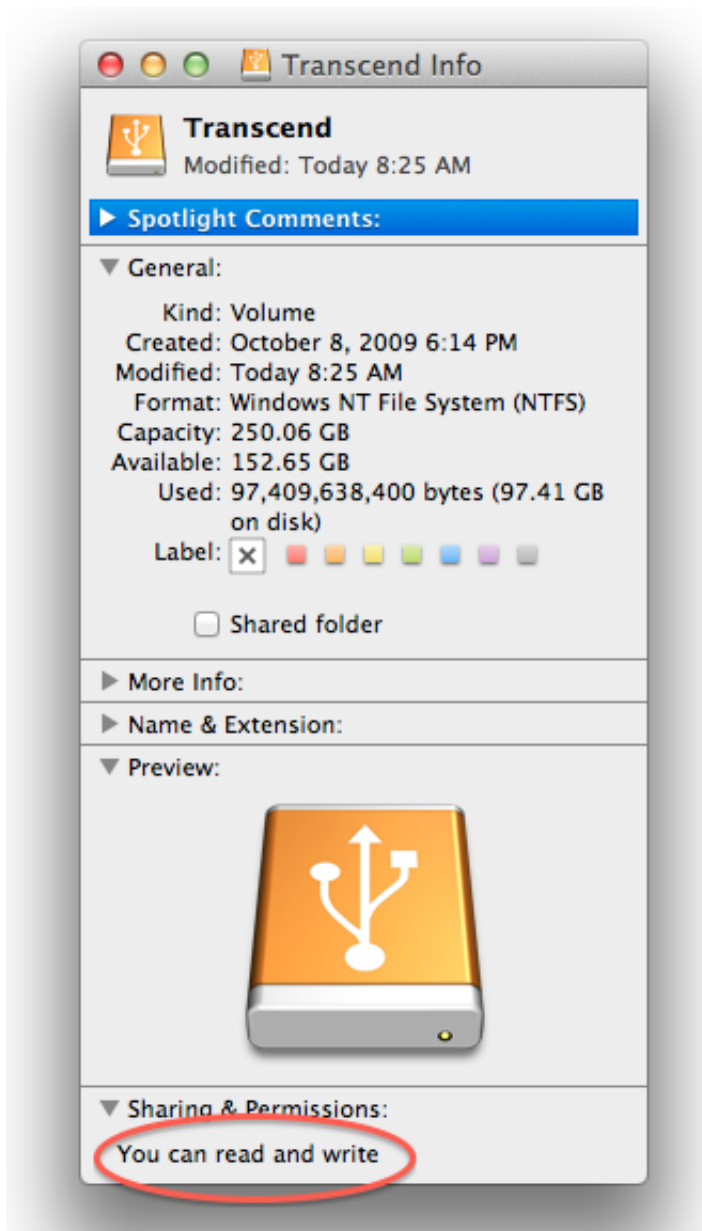 Transcend Info
Transcend
Modified: Today 8:25 AM
Spotlight Comments:
General:
Kind: Volume
Created: October 8, 2009 6:14 PM
Modified: Today 8:25 AM
Format: Windows NT File System (NTFS)
Capacity: 250.06 GB
Available: 152.65 GB
Used: 97,409,638,400 bytes (97.41 GB
on disk)
Label:
Shared folder
More Info:
Name & Extension:
Preview:
Sharing & Permissions:
You can read and write